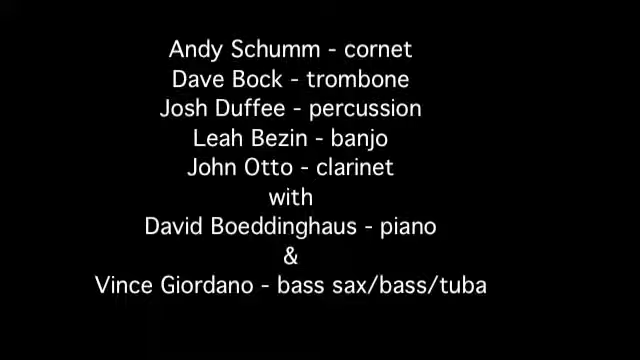 Andy Schumm - cornet
Dave Bock - trombone
Josh Duffee - percussion
Leah Bezin - banjo
John Otto - clarinet
with
David Boeddinghaus - piano
&
Vince Giordano - bass sax/bass/tuba